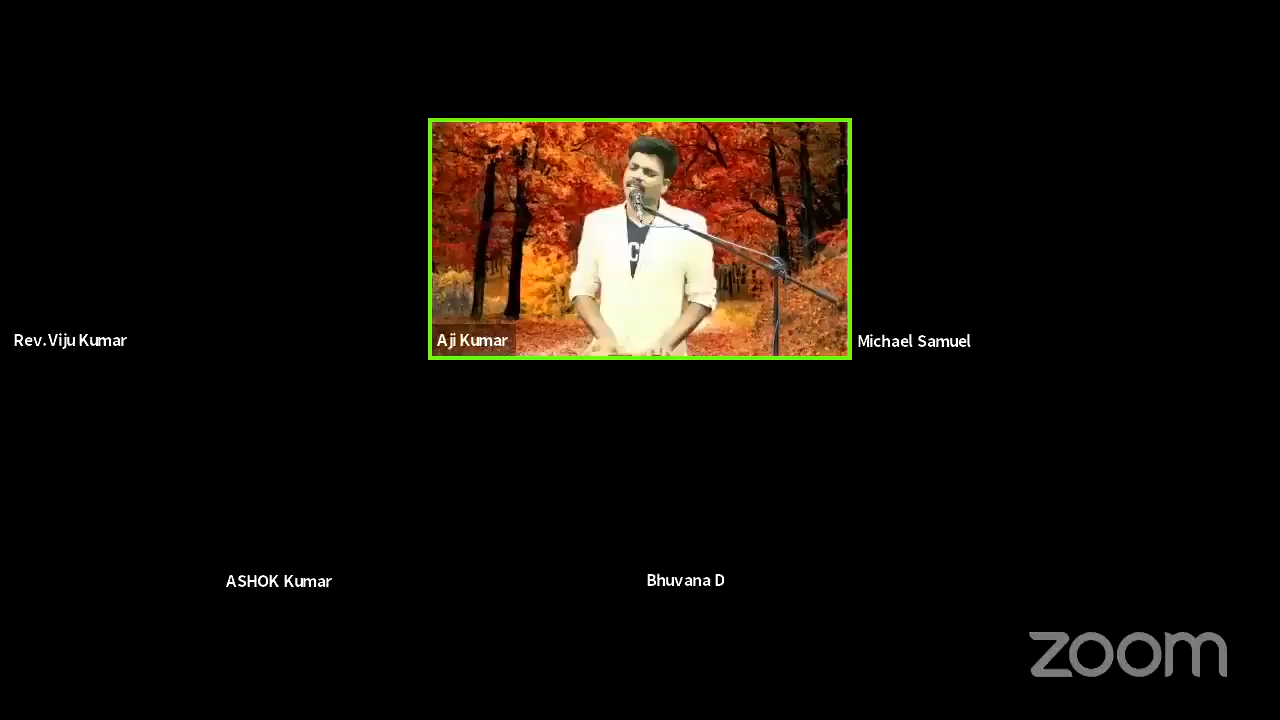 Rev.Viju Kumar
Aji Kumar
Michael Samuel
ASHOK Kumar
Bhuvana D
zoom